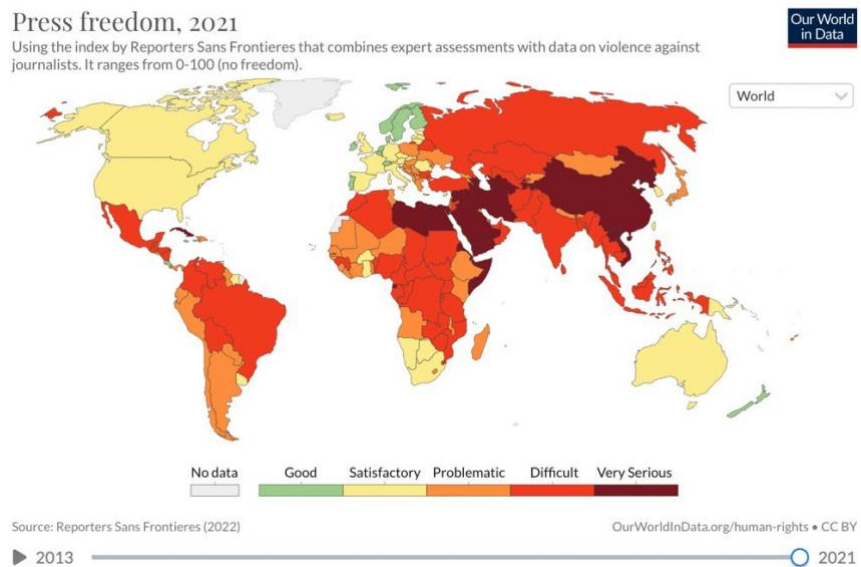 Press freedom, 2021
Our World
in Data
Using the index by Reporters Sans Frontieres that combines expert assessments with data on violence against
journalists. It ranges from 0-100 (no freedom).
World
No data
Good
Satisfactory
Problematic
Difficult
Very Serious
Source: Reporters Sans Frontieres (2022)
OurWorldInData.org/human-rights • CC BY
2013
2021